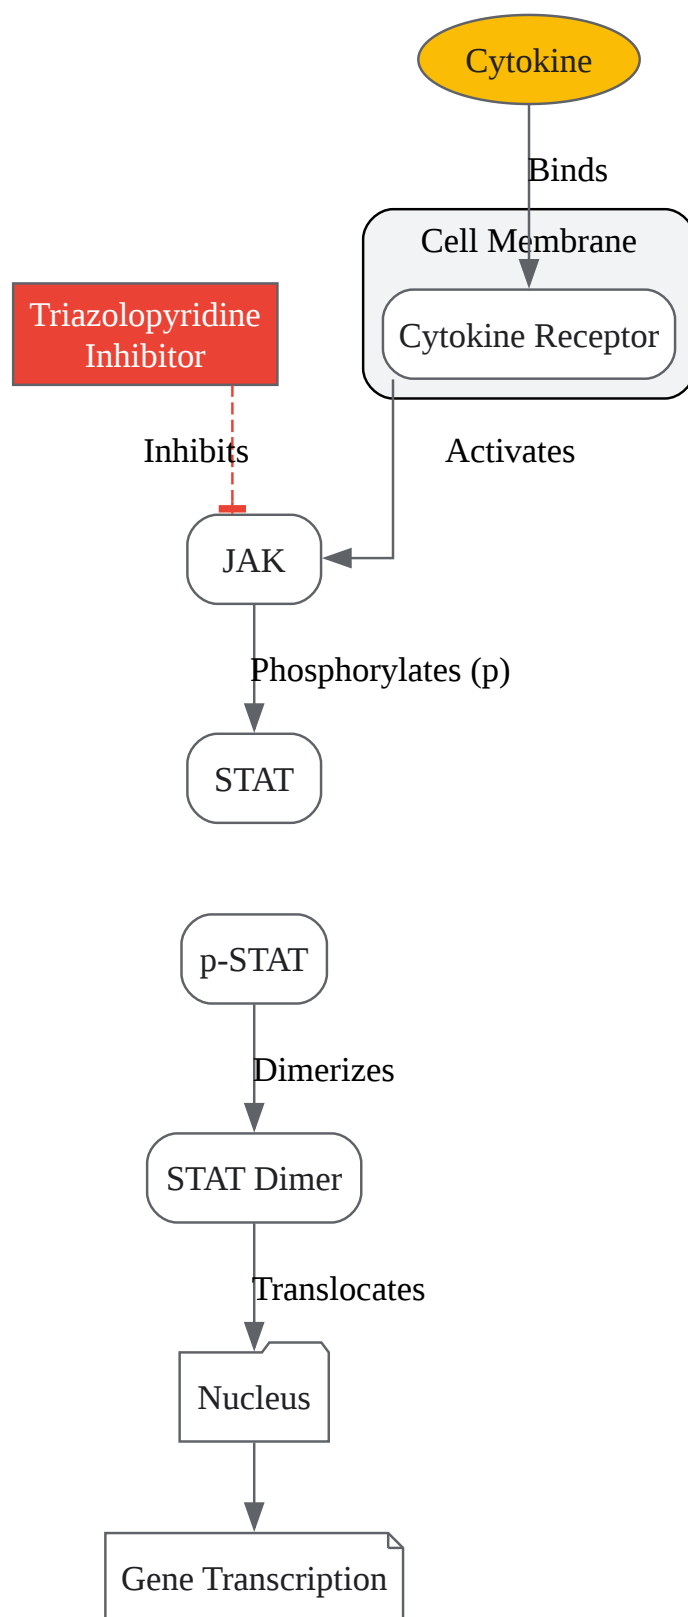 Cytokine
Binds
Cell Membrane
Cytokine Receptor
Triazolopyridine
Inhibitor
Inhibits
Activates
JAK
Phosphorylates (p)
STAT
p-STAT
Dimerizes
STAT Dimer
Translocates
Nucleus
Gene Transcription